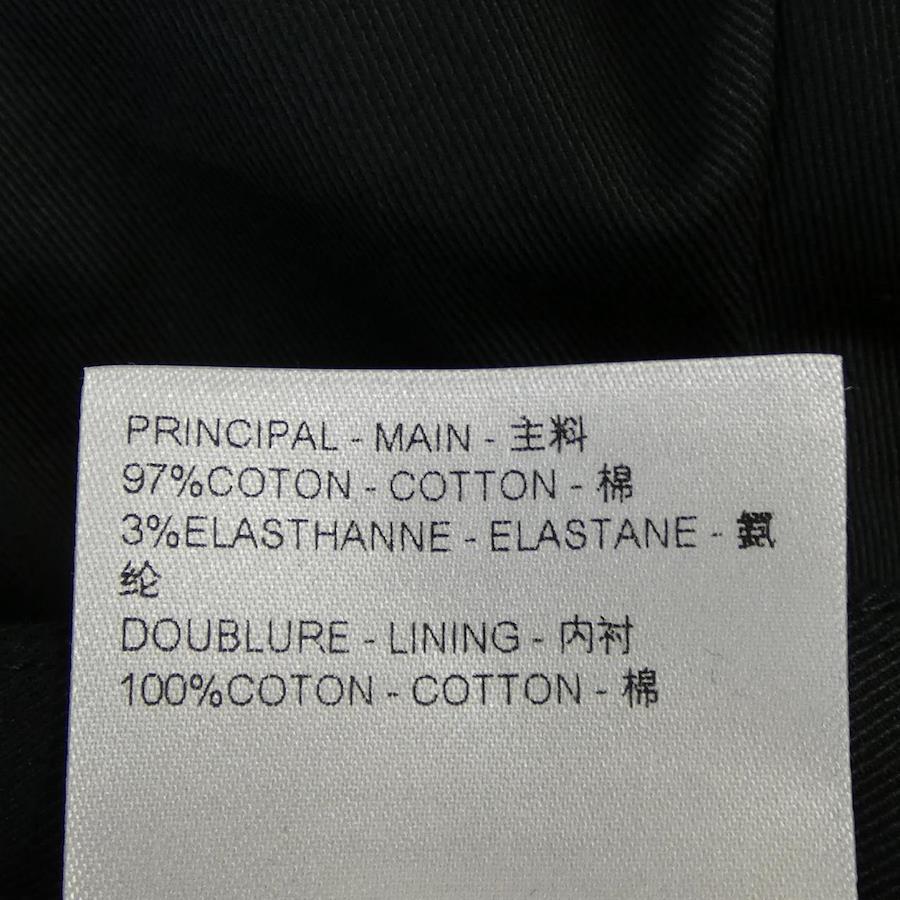 PRINCIPAL - MAIN - 主料
97%COTON - COTTON - 棉
3%ELASTHANNE - ELASTANE - 氨
纶
DOUBLURE - LINING - 内衬
100%COTON - COTTON - 棉